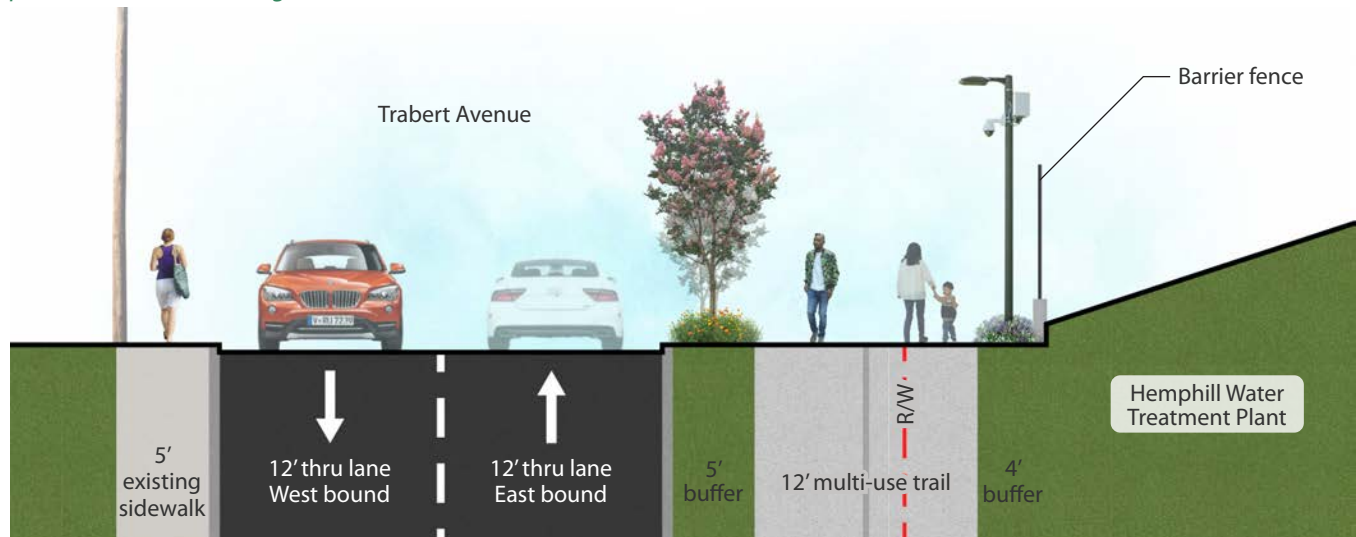 Trabert Avenue
Barrier fence
R/W
Hemphill Water
Treatment Plant
5’
existing
sidewalk
12’ thru lane
West bound
12’ thru lane
East bound
5’
buffer
12’ multi-use trail
4’
buffer